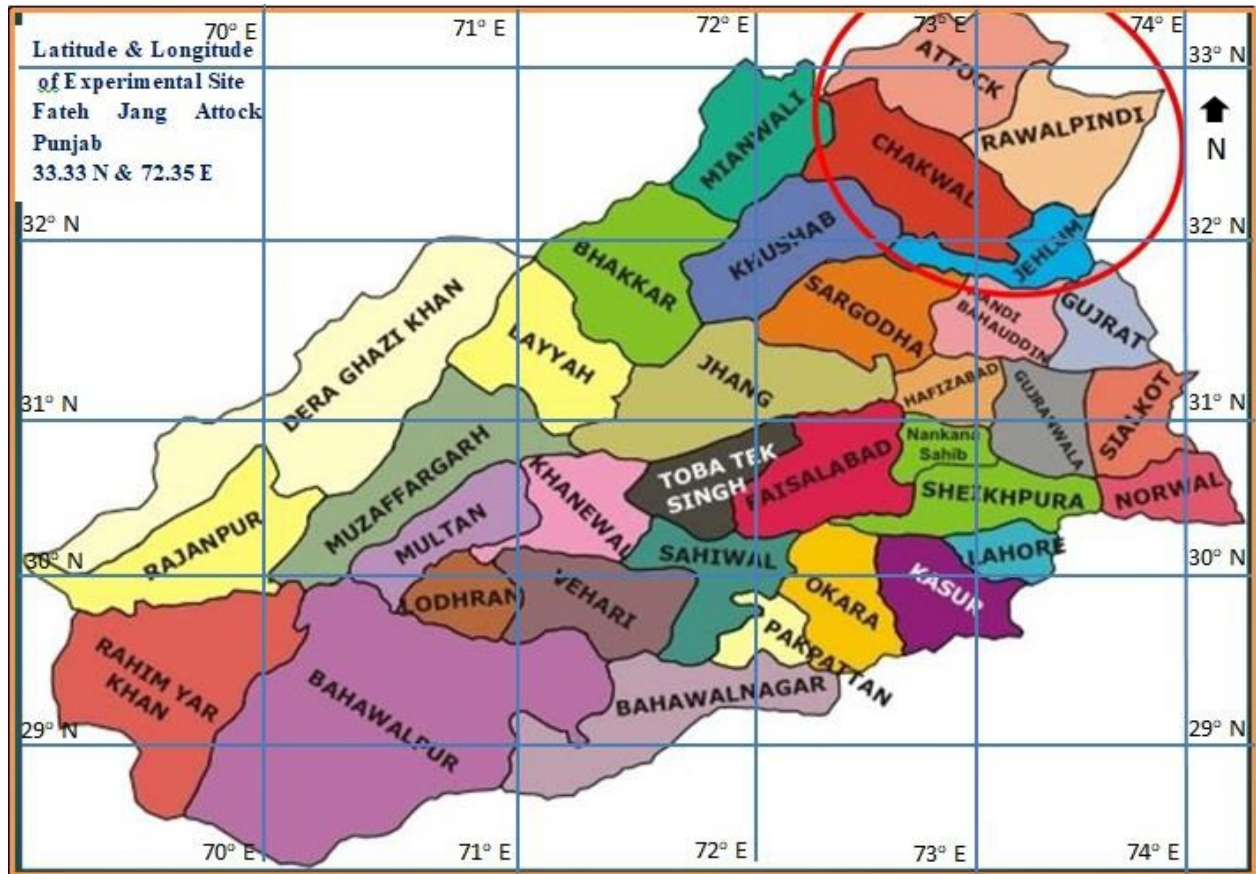 70° E
71° E
72° E
73° E
74° E
Latitude & Longitude
of Experimental Site
Fateh Jang Attock
Punjab
33.33 N & 72.35 E
33° N
N
ATTOCK
RAWALPINDI
MIANWALI
CHAKWAL
32° N
32° N
KHUSHAB
JEHLUM
BHAKKAR
DERA GHAZI KHAN
SARGODHA
ANDI
BAHAUDDIN
GUJRAT
LAYYAH
JHANG
HAFIZABAD
GUJRANWALA
SIALKOT
31° N
31° N
MUZAFFARGARH
KHANEWAL
TOBA TEK
SINGH
FAISALABAD
Nankana
Sahib
SHEIKHPURA
NORWAL
RAJANPUR
MULTAN
SAHIWAL
LAHORE
30° N
30° N
LODHRAN
VEHARI
OKARA
KASUR
PAKPATTAN
RAHIM YAR
KHAN
BAHAWALPUR
BAHAWALNAGAR
29° N
29° N
70° E
71° E
72° E
73° E
74° E